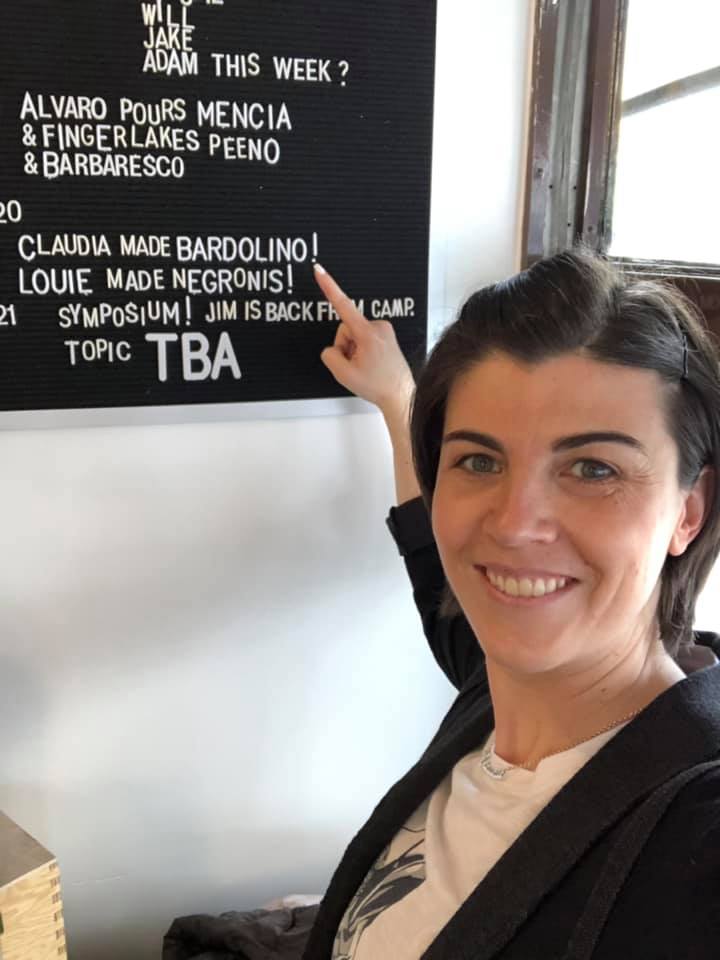 WILL
JAKE
ADAM THIS WEEK?
ALVARO POURS MENCIA
& FINGERLAKES PEENO
& BARBARESCO
20
CLAUDIA MADE BARDOLINO!
LOUIE MADE NEGRONIS!
21 SYMPOSIUM! JIM IS BACK CAMP.
TOPIC TBA